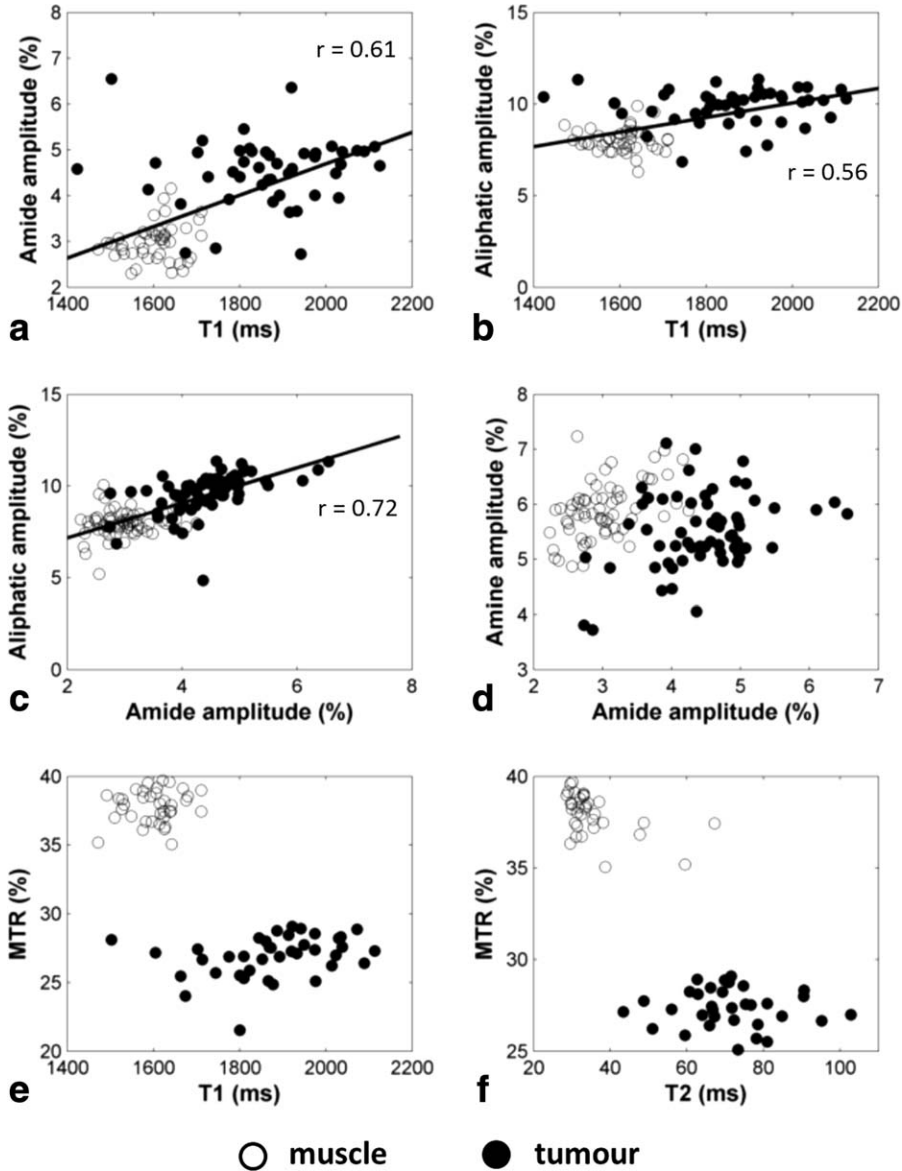 8
7
6
5
4
3
2
Amide amplitude (%)
r = 0.61
1400 1600 1800 2000 2200
T1 (ms)
a
15
10
5
0
Aliphatic amplitude (%)
r = 0.56
1400 1600 1800 2000 2200
T1 (ms)
b
15
10
5
0
Aliphatic amplitude (%)
r = 0.72
2 4 6 8
Amide amplitude (%)
c
8
7
6
5
4
3
Amine amplitude (%)
2 3 4 5 6 7
Amide amplitude (%)
d
40
35
30
25
20
MTR (%)
1400 1600 1800 2000 2200
T1 (ms)
e
40
35
30
25
MTR (%)
20 40 60 80 100
T2 (ms)
f
muscle tumour